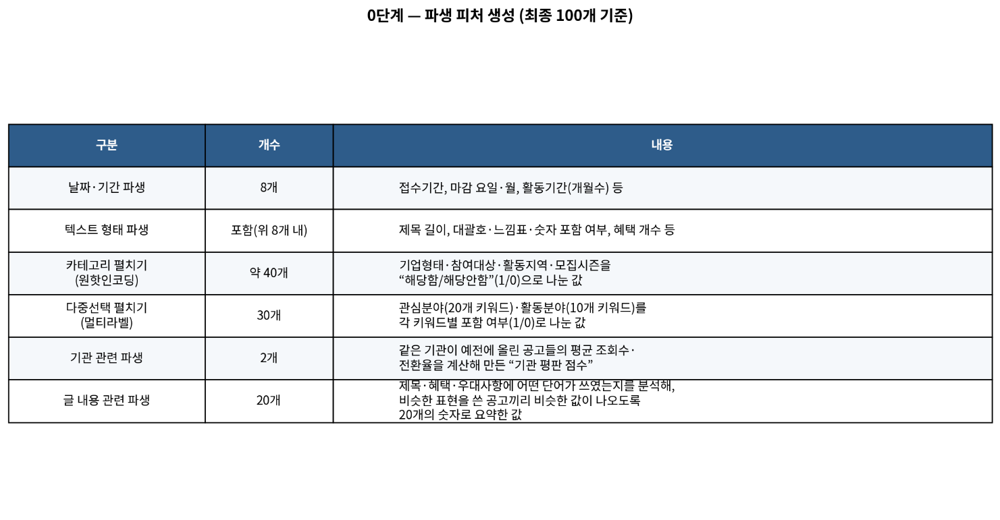 0단계 — 파생 피처 생성 (최종 100개 기준)
구분 개수 내용
날짜·기간 파생 8개 접수기간, 마감 요일·월, 활동기간(개월수) 등
텍스트 형태 파생 포함(위 8개 내) 제목 길이, 대괄호·느낌표·숫자 포함 여부, 혜택 개수 등
카테고리 펼치기
(원핫인코딩)
약 40개
기업형태·참여대상·활동지역·모집시즌을
“해당함/해당안함”(1/0)으로 나눈 값
다중선택 펼치기
(멀티라벨)
30개
관심분야(20개 키워드)·활동분야(10개 키워드)를
각 키워드별 포함 여부(1/0)로 나눈 값
기관 관련 파생
2개
같은 기관이 예전에 올린 공고들의 평균 조회수·
전환율을 계산해 만든 “기관 평판 점수”
글 내용 관련 파생
20개
제목·혜택·우대사항에 어떤 단어가 쓰였는지를 분석해,
비슷한 표현을 쓴 공고끼리 비슷한 값이 나오도록
20개의 숫자로 요약한 값